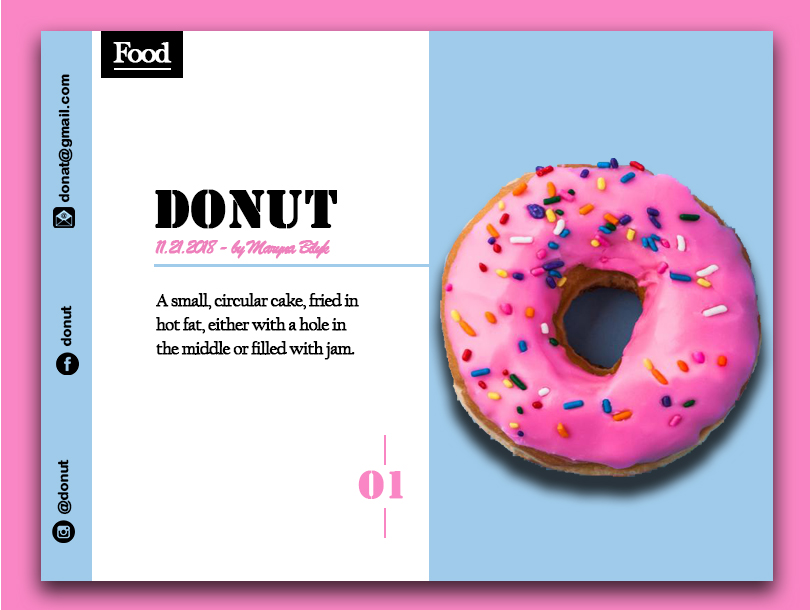 Food
donat@gmail.com
donut
@donut
DONUT
11.21.2018 - by
A small, circular cake, fried in
hot fat, either with a hole in
the middle or filled with jam.
01